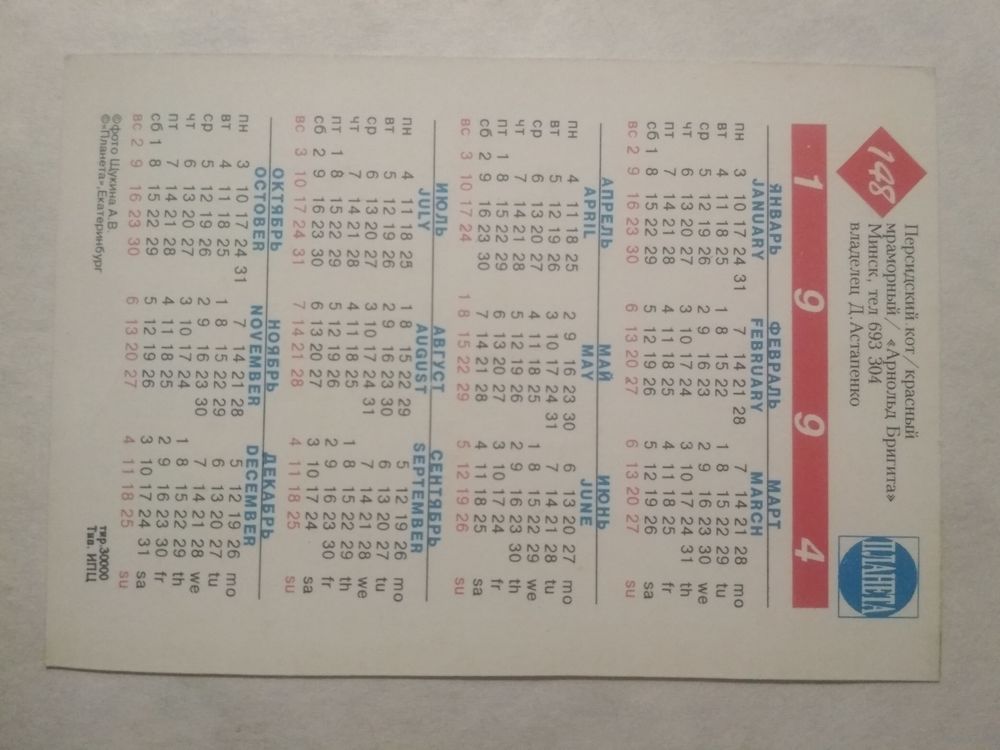 148
Персидский кот/красный
мраморный/ «Арнольд Бригита»
Минск, тел 693 304
владелец Д.Астапенко
ПЛАНЕТА
1 9 9 4
ЯНВАРЬ ФЕВРАЛЬ МАРТ
JANUARY FEBRUARY MARCH
пн 3 10 17 24 31 7 14 21 28 7 14 21 28 mo
вт 4 11 18 25 1 8 15 22 1 8 15 22 29 tu
ср 5 12 19 26 2 9 16 23 2 9 16 23 30 we
чт 6 13 20 27 3 10 17 24 3 10 17 24 31 th
пт 7 14 21 28 4 11 18 25 4 11 18 25 fr
сб 1 8 15 22 29 5 12 19 26 5 12 19 26 sa
вс 2 9 16 23 30 6 13 20 27 6 13 20 27 su
АПРЕЛЬ МАЙ ИЮНЬ
APRIL MAY JUNE
пн 4 11 18 25 2 9 16 23 30 6 13 20 27 mo
вт 5 12 19 26 3 10 17 24 31 7 14 21 28 tu
ср 6 13 20 27 4 11 18 25 1 8 15 22 29 we
чт 7 14 21 28 5 12 19 26 2 9 16 23 30 th
пт 1 8 15 22 29 6 13 20 27 3 10 17 24 fr
сб 2 9 16 23 30 7 14 21 28 4 11 18 25 sa
вс 3 10 17 24 1 8 15 22 29 5 12 19 26 su
ИЮЛЬ АВГУСТ СЕНТЯБРЬ
JULY AUGUST SEPTEMBER
пн 4 11 18 25 1 8 15 22 29 5 12 19 26 mo
вт 5 12 19 26 2 9 16 23 30 6 13 20 27 tu
ср 6 13 20 27 3 10 17 24 31 7 14 21 28 we
чт 7 14 21 28 4 11 18 25 1 8 15 22 29 th
пт 1 8 15 22 29 5 12 19 26 2 9 16 23 30 fr
сб 2 9 16 23 30 6 13 20 27 3 10 17 24 sa
вс 3 10 17 24 31 7 14 21 28 4 11 18 25 su
ОКТЯБРЬ НОЯБРЬ ДЕКАБРЬ
OCTOBER NOVEMBER DECEMBER
пн 3 10 17 24 31 7 14 21 28 5 12 19 26 mo
вт 4 11 18 25 1 8 15 22 29 6 13 20 27 tu
ср 5 12 19 26 2 9 16 23 30 7 14 21 28 we
чт 6 13 20 27 3 10 17 24 1 8 15 22 29 th
пт 7 14 21 28 4 11 18 25 2 9 16 23 30 fr
сб 1 8 15 22 29 5 12 19 26 3 10 17 24 31 sa
вс 2 9 16 23 30 6 13 20 27 4 11 18 25 su
©фото Щукина А.В. тир.30000
©«Планета»,Екатеринбург Тип. ИПЦ